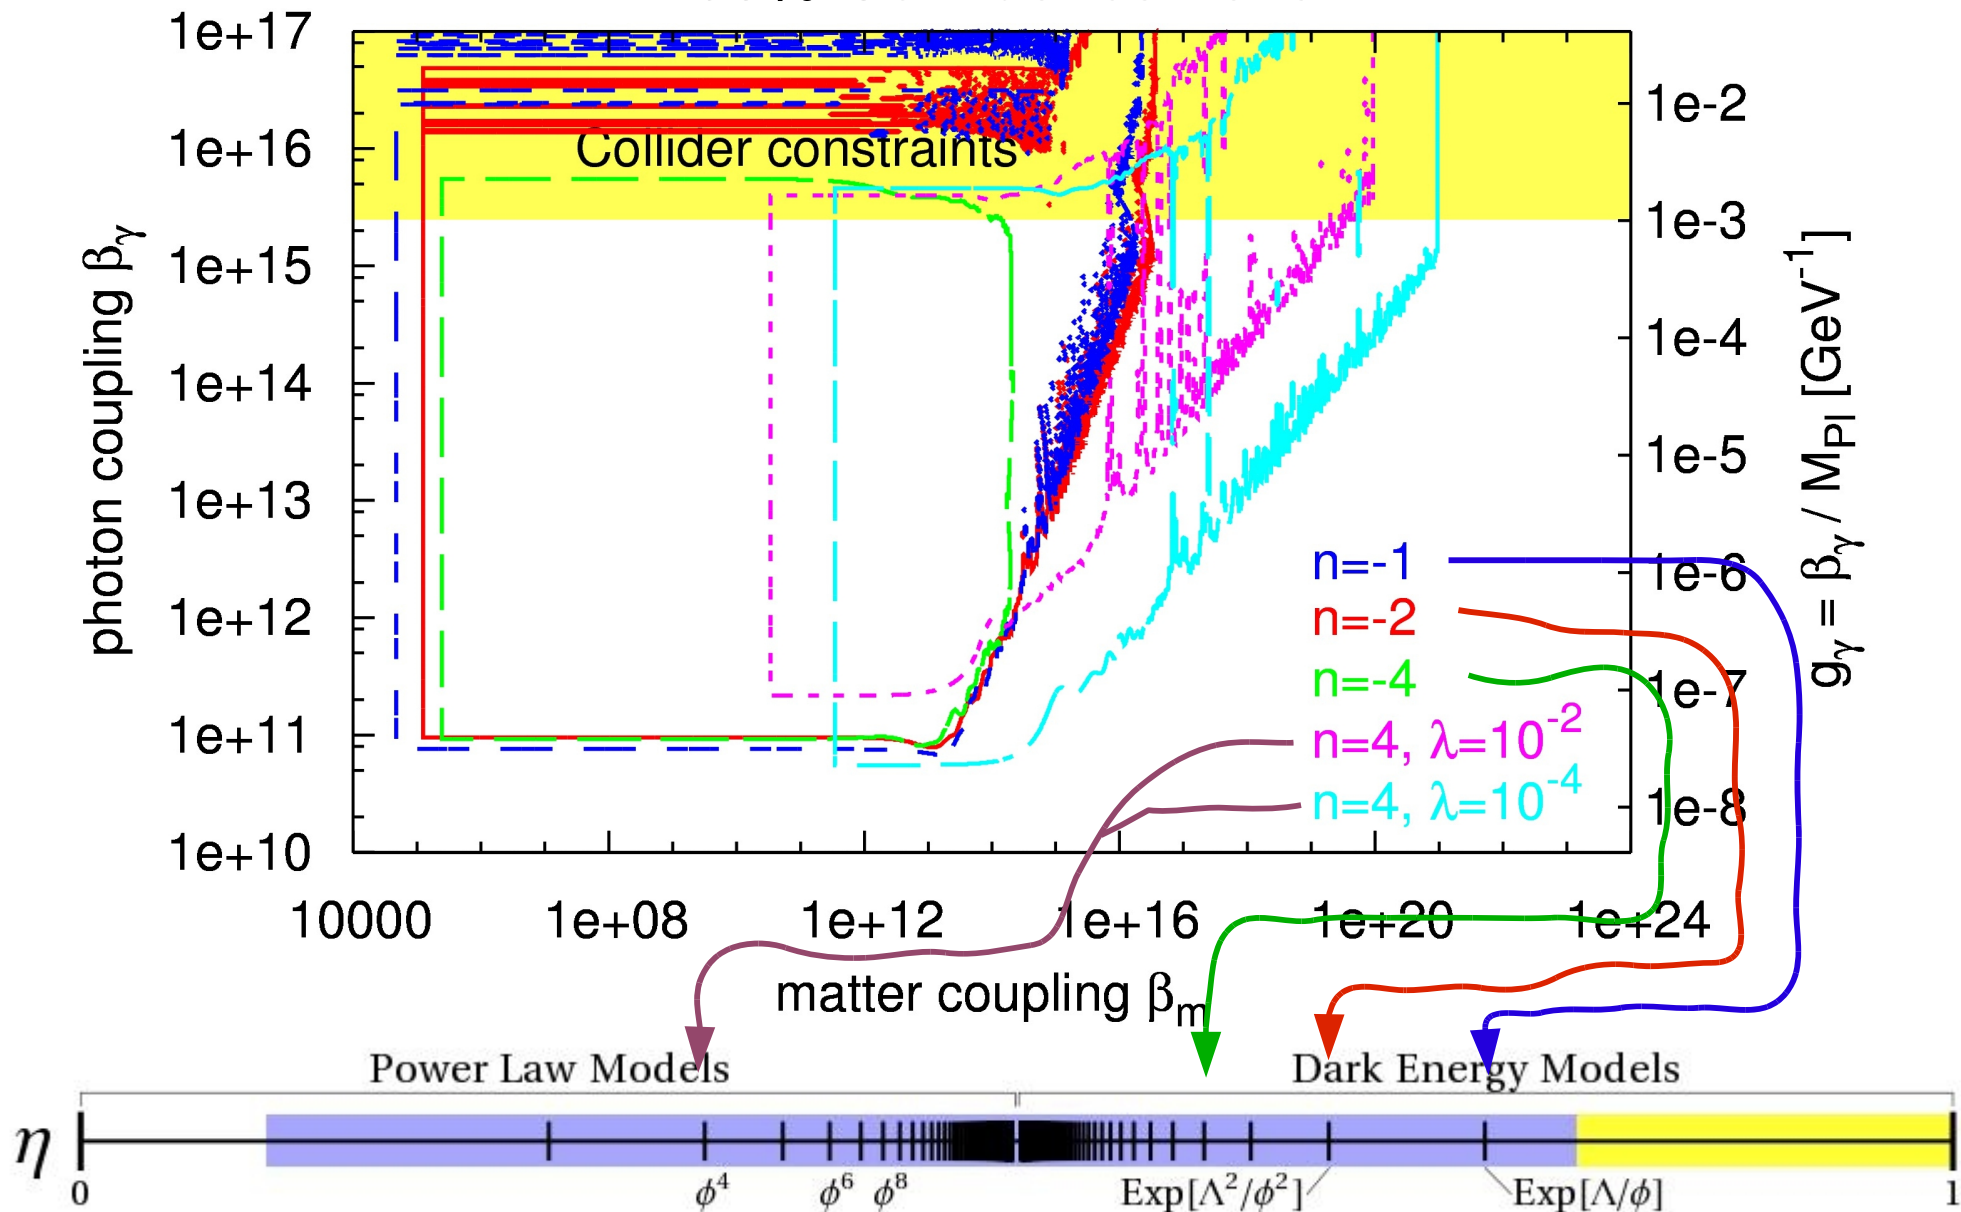 1e+17
1e+16
1e+15
1e+14
1e+13
1e+12
1e+11
1e+10
photon coupling βγ
Collider constraints
1e-2
1e-3
1e-4
1e-5
1e-6
1e-7
1e-8
gγ = βγ / MPl [GeV-1]
n=-1
n=-2
n=-4
n=4, λ=10-2
n=4, λ=10-4
10000 1e+08 1e+12 1e+16 1e+20 1e+24
matter coupling βm
Power Law Models Dark Energy Models
η
0 ϕ4 ϕ6 ϕ8 Exp[Λ2/ϕ2] Exp[Λ/ϕ] 1